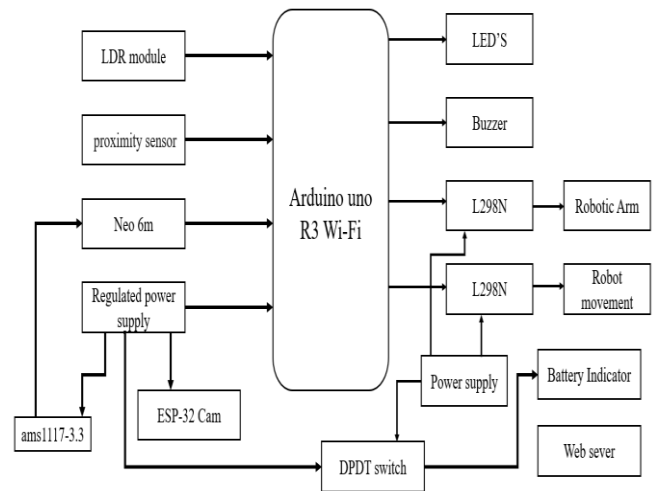 LDR module
proximity sensor
Neo 6m
Regulated power
supply
ams1117-3.3
ESP-32 Cam
Arduino uno
R3 Wi-Fi
LED'S
Buzzer
L298N
Robotic Arm
L298N
Robot
movement
Power supply
Battery Indicator
DPDT switch
Web sever